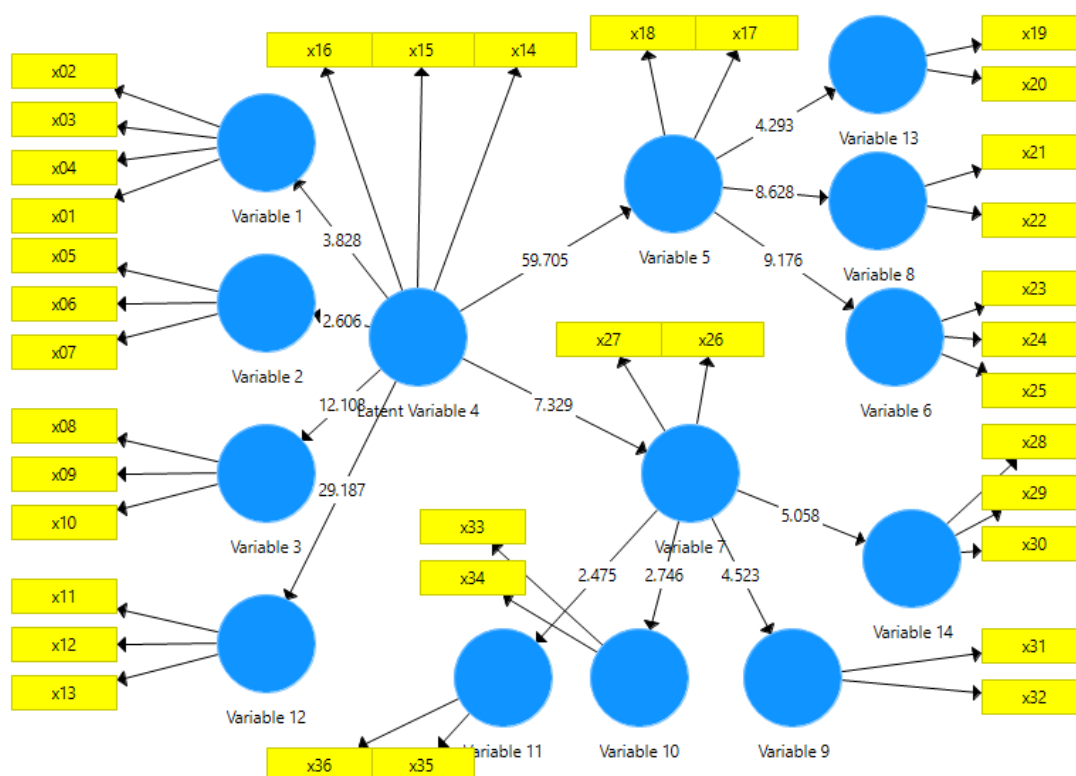 x16 x15 x14
x18 x17
x19
x20
x02
x03
x04
x01
Variable 1
3.828
4.293
Variable 13
x21
x22
8.628
Variable 8
Variable 5
59.705
9.176
x05
x06
x07
Variable 2
2.606
x23
x24
x25
Variable 6
x27 x26
Latent Variable 4
12.108
7.329
x08
x09
x10
Variable 3
29.187
x28
x29
x30
5.058
Variable 14
x33
x34
Variable 7
2.475
2.746
4.523
x11
x12
x13
Variable 12
x31
x32
Variable 11
Variable 10
Variable 9
x36 x35